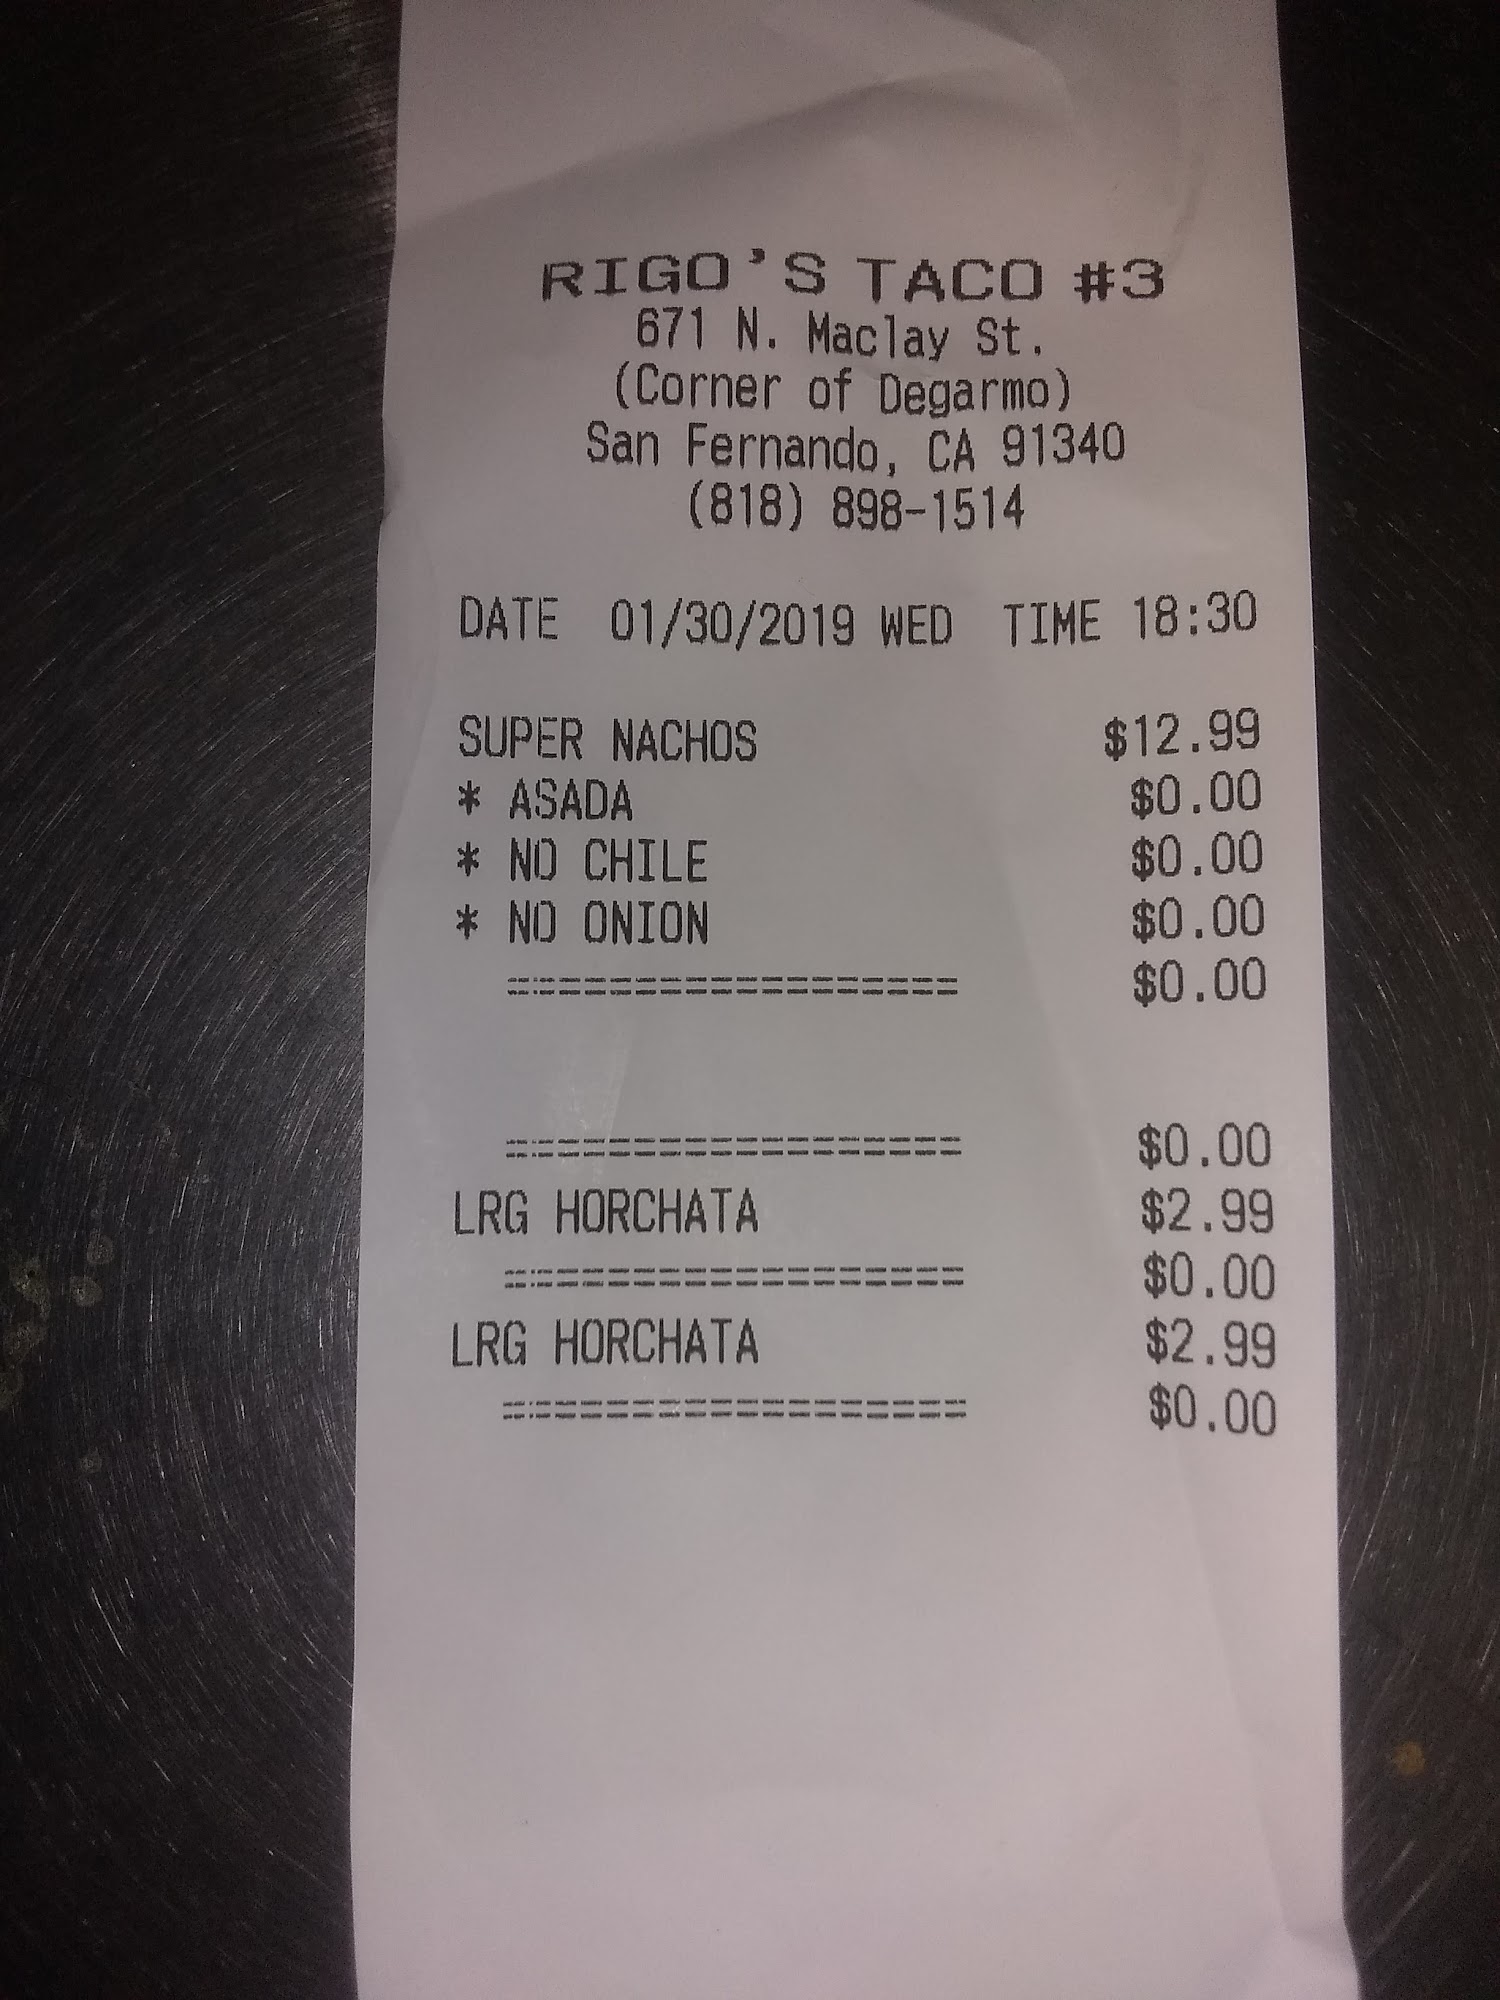 RIGO'S TACO #3
671 N. Maclay St.
(Corner of Degarmo)
San Fernando, CA 91340
(818) 898-1514
DATE 01/30/2019 WED TIME 18:30
SUPER NACHOS $12.99
* ASADA $0.00
* NO CHILE $0.00
* NO ONION $0.00
================== $0.00
================== $0.00
LRG HORCHATA $2.99
================== $0.00
LRG HORCHATA $2.99
================== $0.00